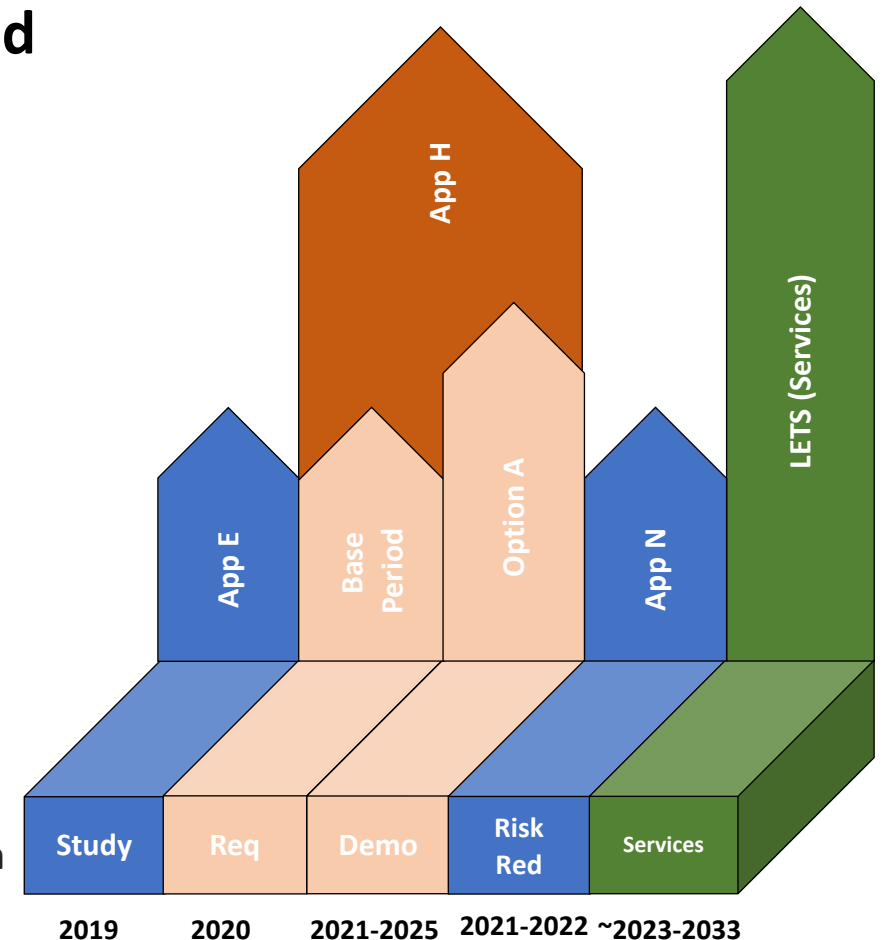 d
App H
LETS (Services)
App E
Base
Period
Option A
App N
Study
Req
Demo
Risk
Red
Services
2019
2020
2021-2025
2021-2022
~2023-2033